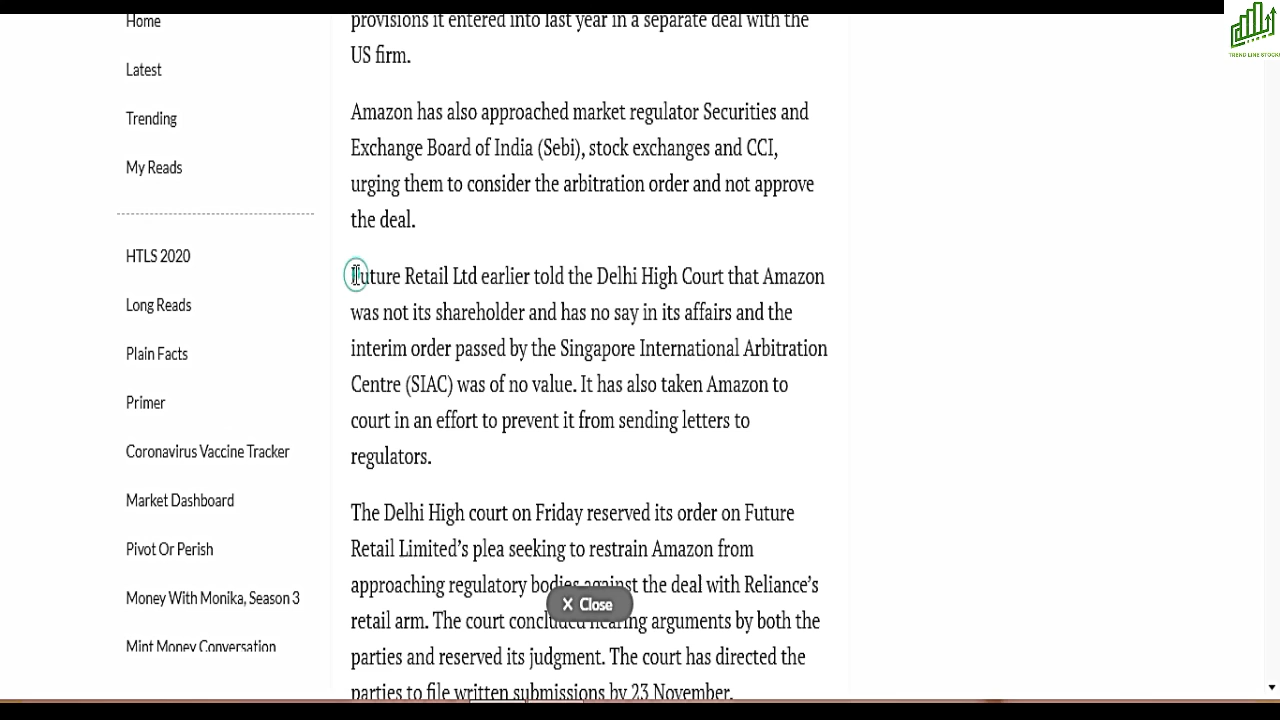 Home
Latest
Trending
My Reads
HTLS 2020
Long Reads
Plain Facts
Primer
Coronavirus Vaccine Tracker
Market Dashboard
Pivot Or Perish
Money With Monika, Season 3
Mint Money Conversation
provisions it entered into last year in a separate deal with the
US firm.
Amazon has also approached market regulator Securities and
Exchange Board of India (Sebi), stock exchanges and CCI,
urging them to consider the arbitration order and not approve
the deal.
Future Retail Ltd earlier told the Delhi High Court that Amazon
was not its shareholder and has no say in its affairs and the
interim order passed by the Singapore International Arbitration
Centre (SIAC) was of no value. It has also taken Amazon to
court in an effort to prevent it from sending letters to
regulators.
The Delhi High court on Friday reserved its order on Future
Retail Limited’s plea seeking to restrain Amazon from
approaching regulatory bodies against the deal with Reliance’s
retail arm. The court concluded hearing arguments by both the
parties and reserved its judgment. The court has directed the
parties to file written submissions by 23 November.
X Close
TREND LINE STOCK